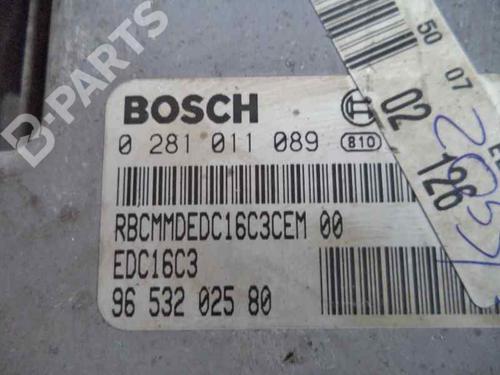 B-PARTS
BOSCH
0 281 011 089 810
RBCMMDEDC16C3CEM 00
EDC16C3
96 532 025 80
50 07
02
126